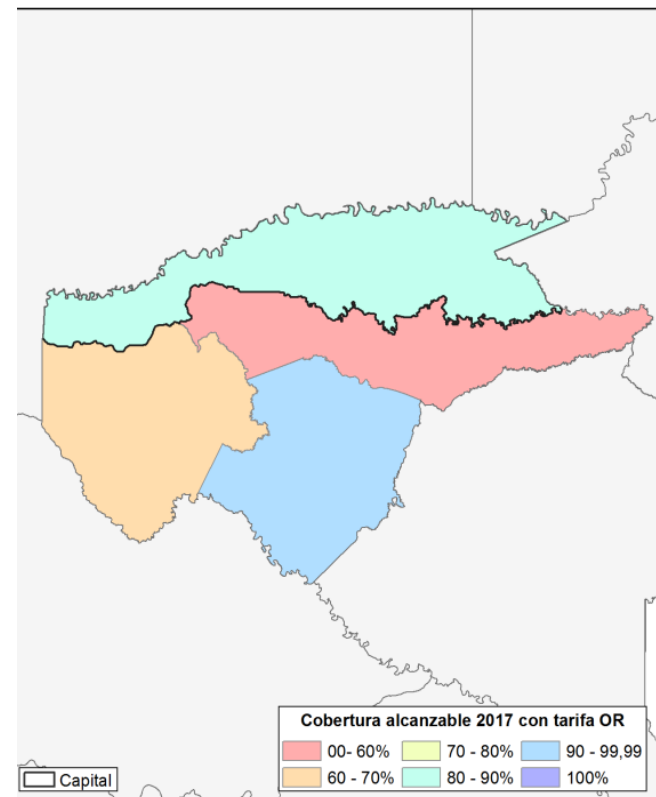 Cobertura alcanzable 2017 con tarifa OR
00- 60% 70 - 80% 90 - 99,99
60 - 70% 80 - 90% 100%
Capital